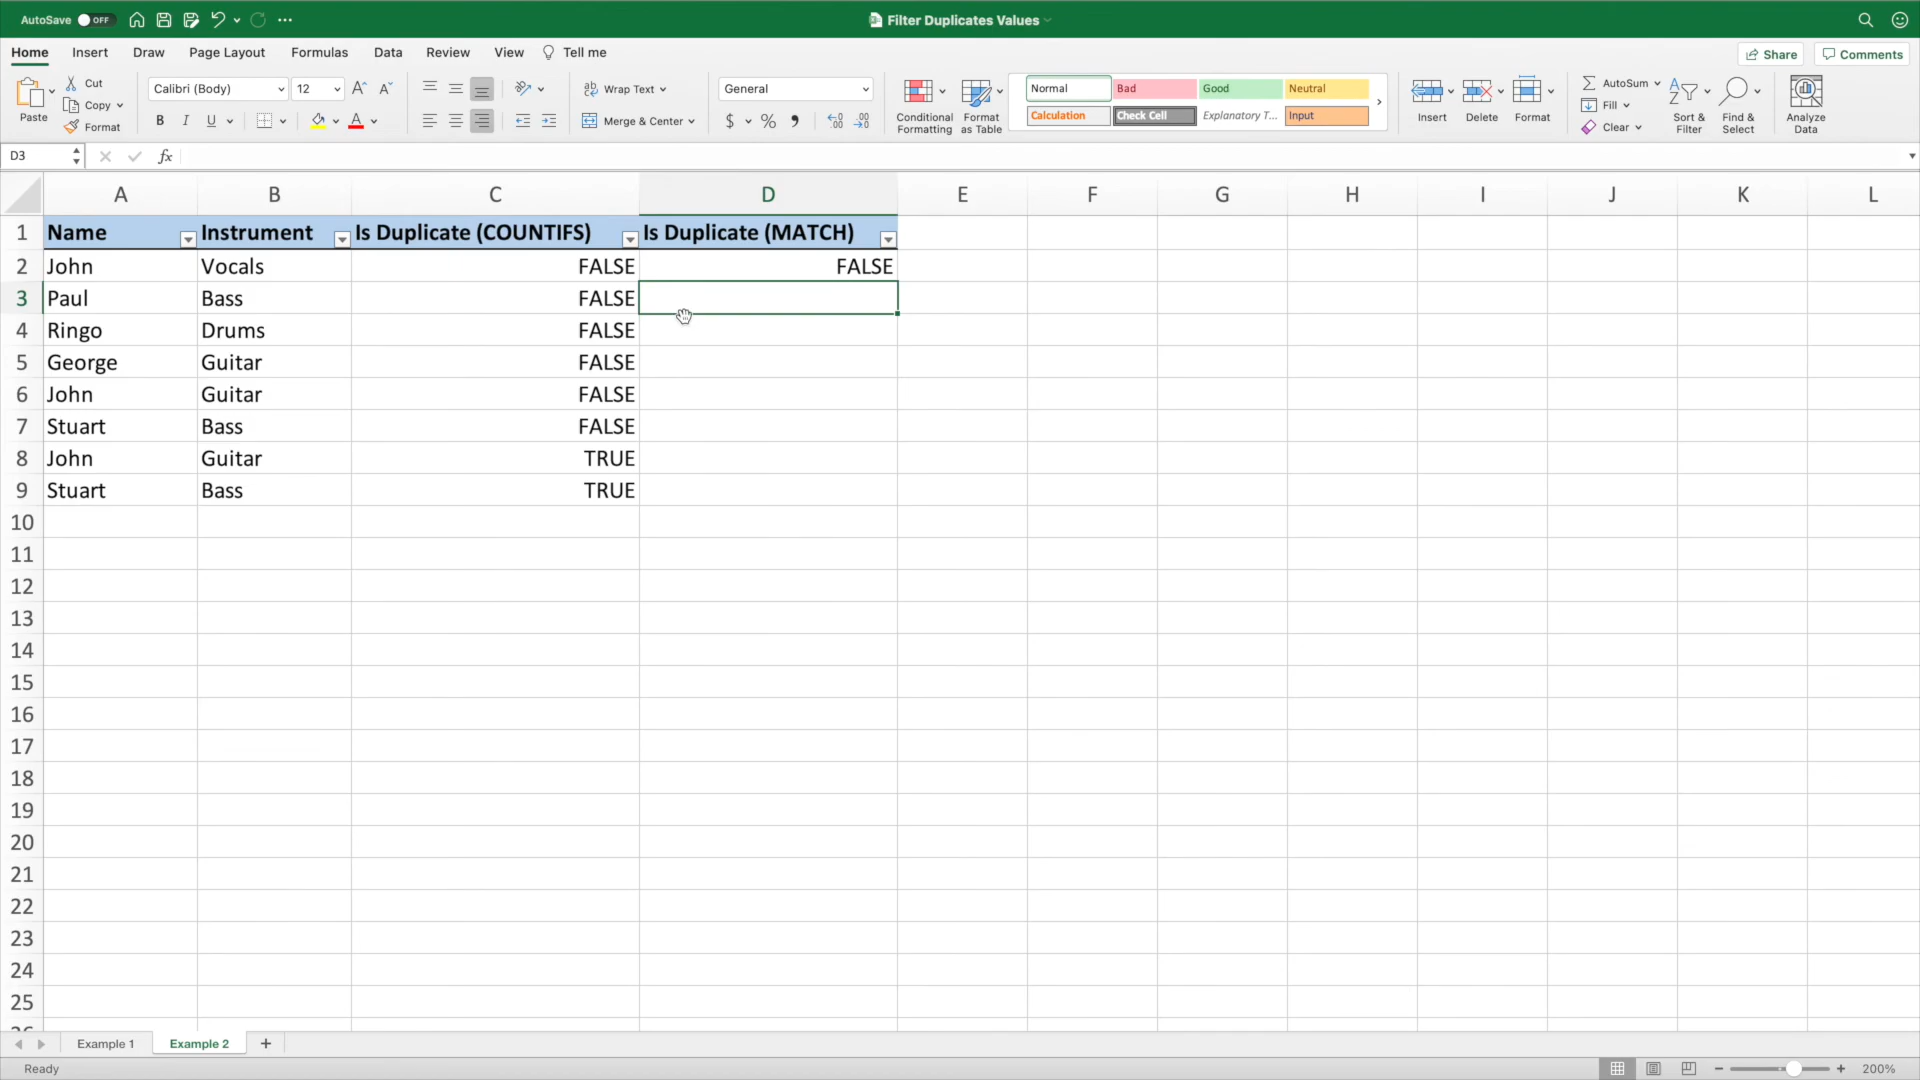 AutoSave OFF Filter Duplicates Values
Home Insert Draw Page Layout Formulas Data Review View Tell me Share Comments
Paste Cut Copy Format
Calibri (Body) 12
B I U A
Wrap Text
Merge & Center
General
$ % 9
Conditional Formatting
Format as Table
Normal Bad Good Neutral
Calculation Check Cell Explanatory T... Input
Insert Delete Format
AutoSum
Fill
Clear
Sort & Filter
Find & Select
Analyze Data
D3 fx
A B C D E F G H I J K L
1 Name Instrument Is Duplicate (COUNTIFS) Is Duplicate (MATCH)
2 John Vocals FALSE FALSE
3 Paul Bass FALSE
4 Ringo Drums FALSE
5 George Guitar FALSE
6 John Guitar FALSE
7 Stuart Bass FALSE
8 John Guitar TRUE
9 Stuart Bass TRUE
10
11
12
13
14
15
16
17
18
19
20
21
22
23
24
25
26
Example 1 Example 2 +
Ready 200%